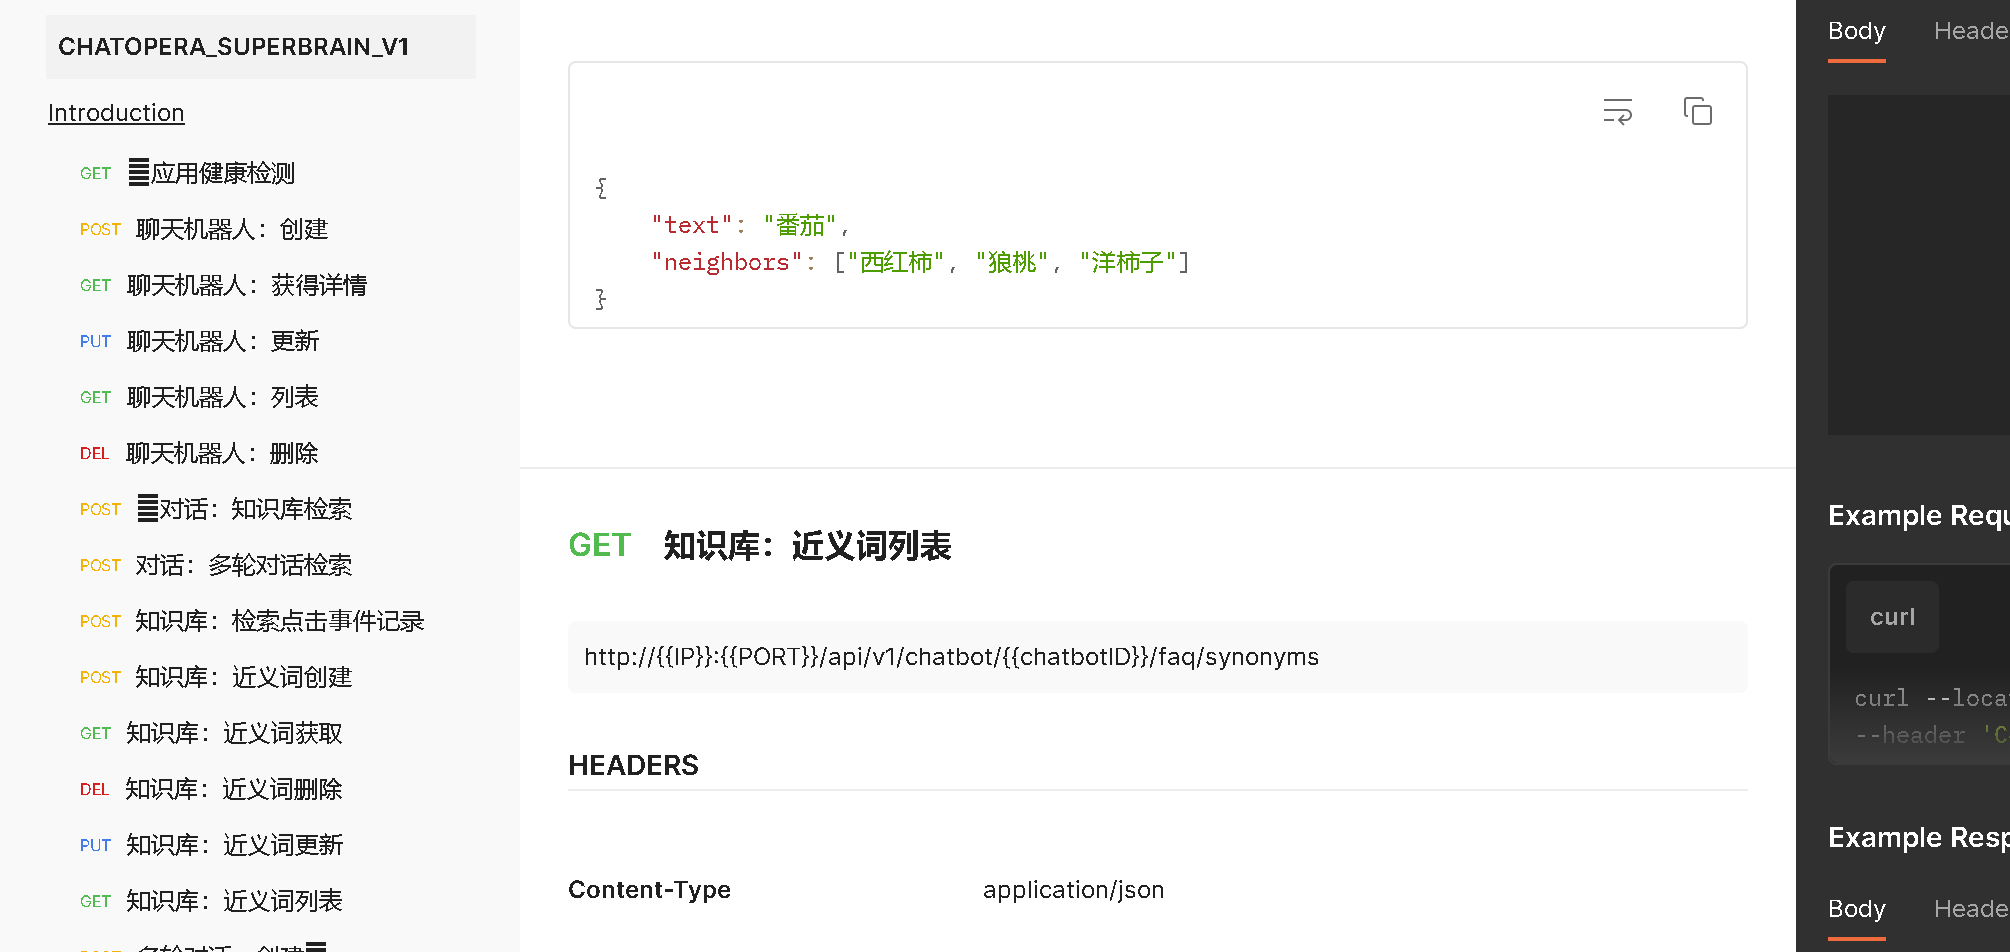 CHATOPERA_SUPERBRAIN_V1
Introduction
GET 应用健康检测
POST 聊天机器人：创建
GET 聊天机器人：获得详情
PUT 聊天机器人：更新
GET 聊天机器人：列表
DEL 聊天机器人：删除
POST 对话：知识库检索
POST 对话：多轮对话检索
POST 知识库：检索点击事件记录
POST 知识库：近义词创建
GET 知识库：近义词获取
DEL 知识库：近义词删除
PUT 知识库：近义词更新
GET 知识库：近义词列表
{
"text": "番茄",
"neighbors": ["西红柿", "狼桃", "洋柿子"]
}
GET 知识库：近义词列表
http://{{IP}}:{{PORT}}/api/v1/chatbot/{{chatbotID}}/faq/synonyms
HEADERS
Content-Type application/json
Body Heade
Example Requ
curl
curl --loca
--header 'C
Example Resp
Body Heade